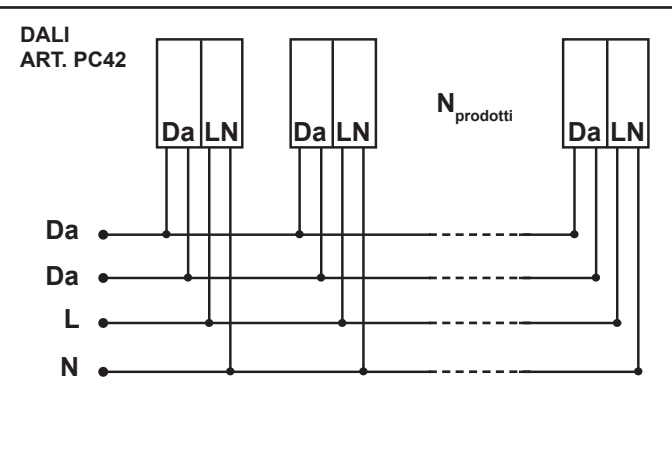 DALI
ART. PC42
N prodotti
Da LN
Da LN
Da LN
Da
Da
L
N